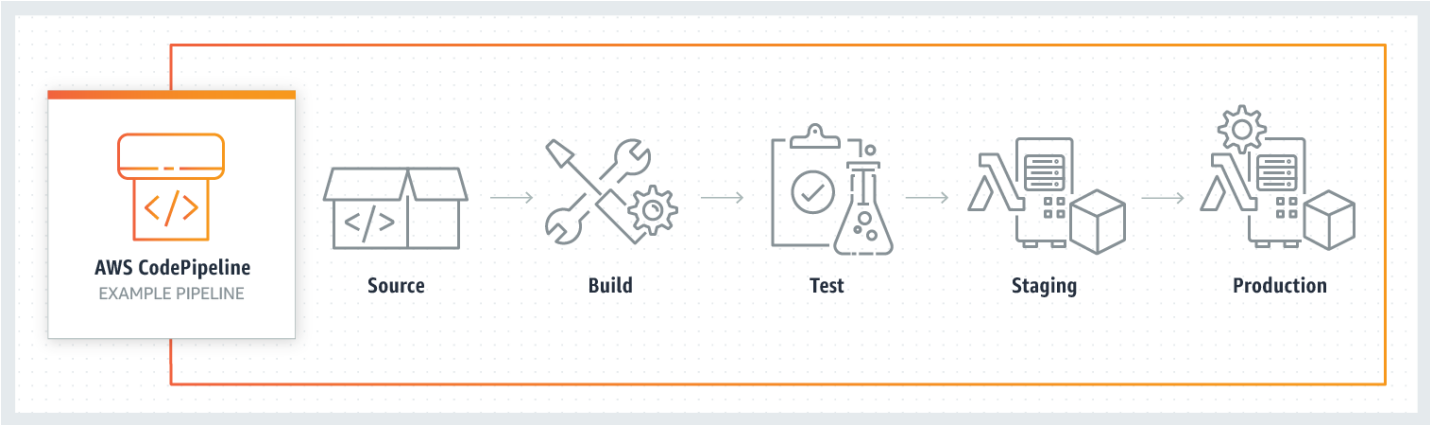 AWS CodePipeline
EXAMPLE PIPELINE
</>
</>
Source
Build
Test
Staging
Production